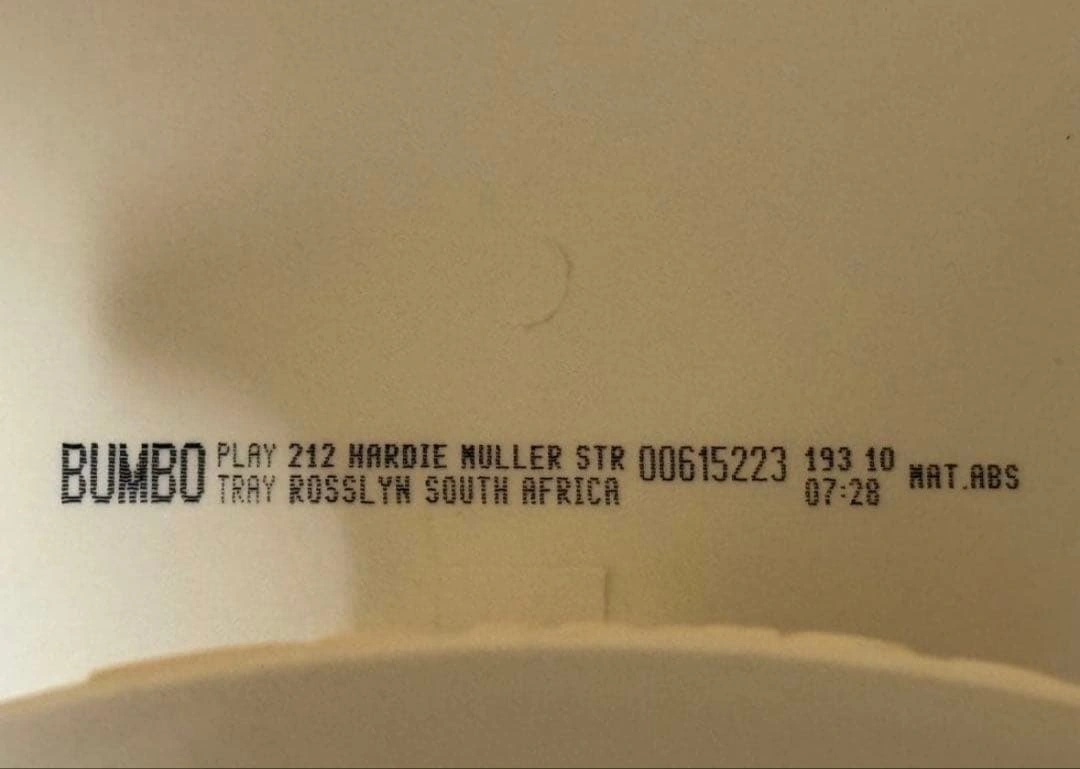 BUMBO PLAY 212 HARDIE MULLER STR 00615223 193 10 MAT.ABS
TRAY ROSSLYN SOUTH AFRICA 07:28